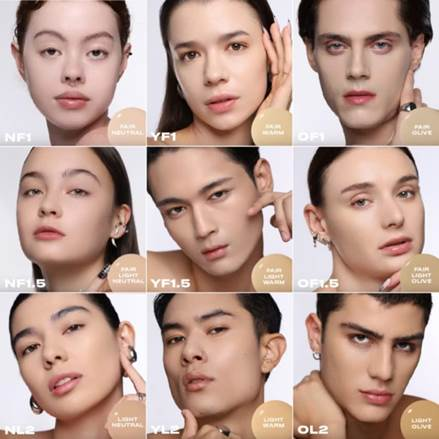 NF1
FAIR
NEUTRAL
YF1
FAIR
WARM
OF1
FAIR
OLIVE
NF1.5
FAIR
LIGHT
NEUTRAL
YF1.5
FAIR
LIGHT
WARM
OF1.5
FAIR
LIGHT
OLIVE
NL2
LIGHT
NEUTRAL
YL2
LIGHT
WARM
OL2
LIGHT
OLIVE